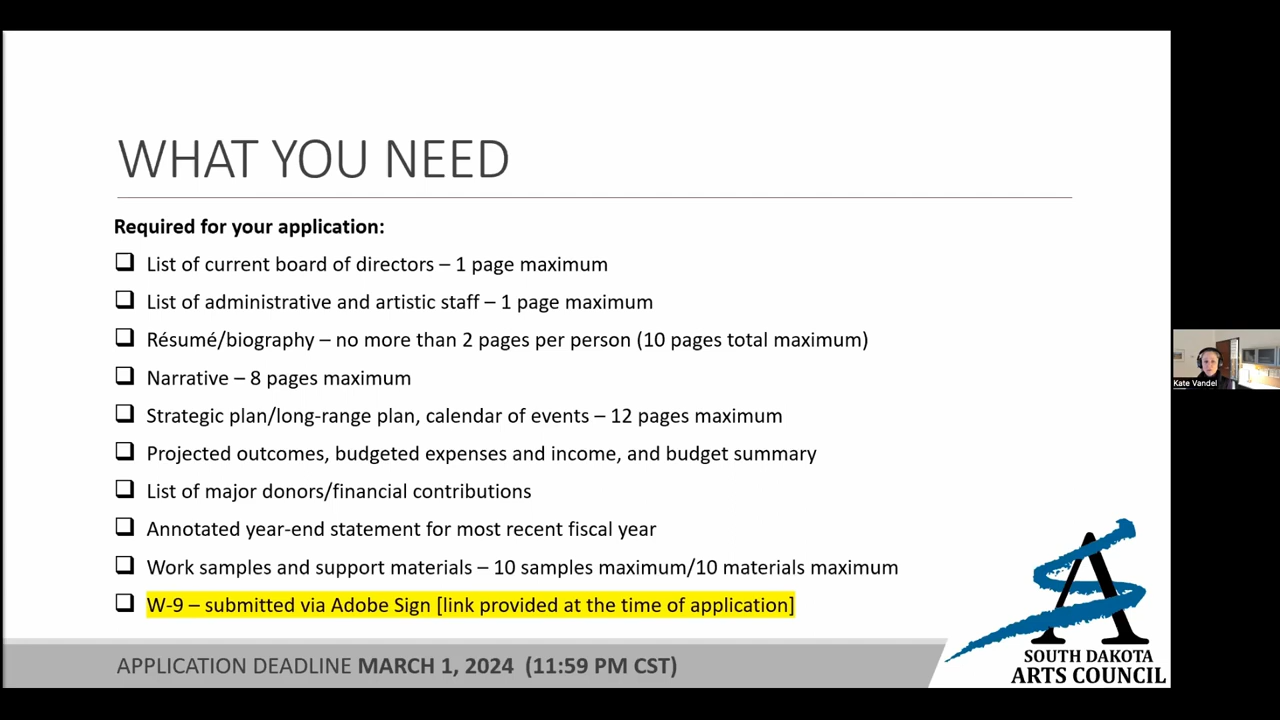 WHAT YOU NEED
Required for your application:
List of current board of directors – 1 page maximum
List of administrative and artistic staff – 1 page maximum
Résumé/biography – no more than 2 pages per person (10 pages total maximum)
Narrative – 8 pages maximum
Strategic plan/long-range plan, calendar of events – 12 pages maximum
Projected outcomes, budgeted expenses and income, and budget summary
List of major donors/financial contributions
Annotated year-end statement for most recent fiscal year
Work samples and support materials – 10 samples maximum/10 materials maximum
W-9 – submitted via Adobe Sign [link provided at the time of application]
APPLICATION DEADLINE MARCH 1, 2024 (11:59 PM CST)
SOUTH DAKOTA
ARTS COUNCIL
Kate Vandel